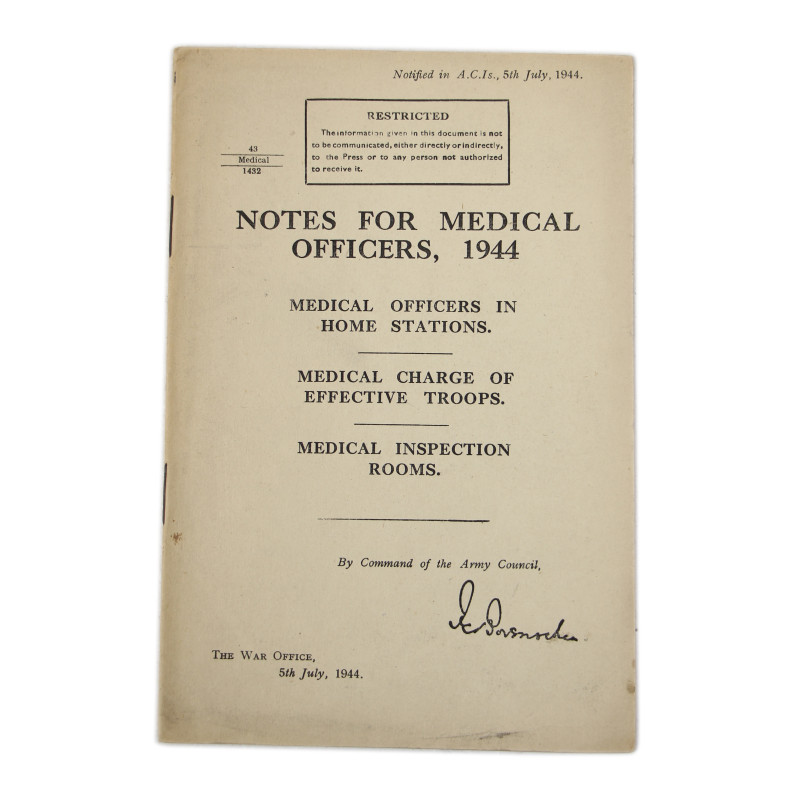 Notified in A.C.Is., 5th July, 1944.
RESTRICTED
The information given in this document is not
to be communicated, either directly or indirectly,
to the Press or to any person not authorized
to receive it.
43
Medical
1432
NOTES FOR MEDICAL
OFFICERS, 1944
MEDICAL OFFICERS IN
HOME STATIONS.
MEDICAL CHARGE OF
EFFECTIVE TROOPS.
MEDICAL INSPECTION
ROOMS.
By Command of the Army Council,
THE WAR OFFICE,
5th July, 1944.